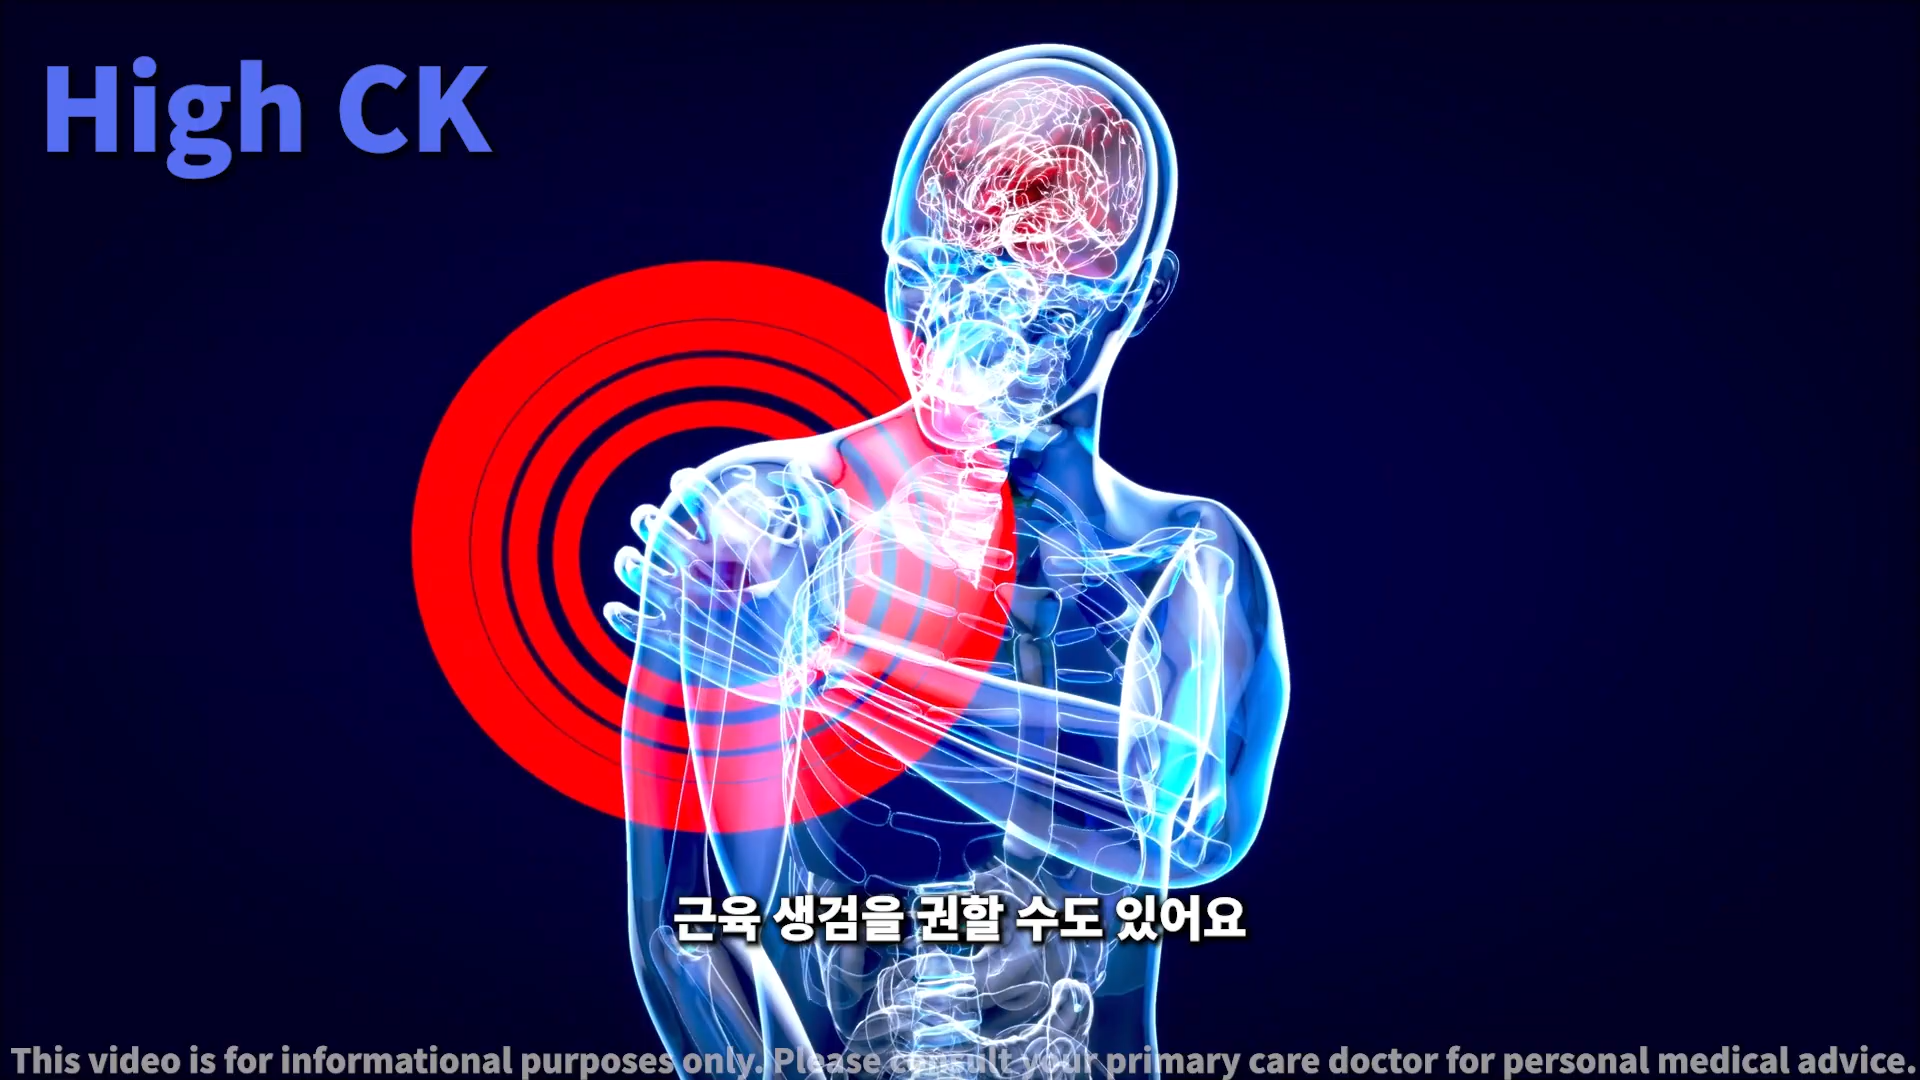 High CK
근육 생검을 권할 수도 있어요
This video is for informational purposes only. Please consult your primary care doctor for personal medical advice.